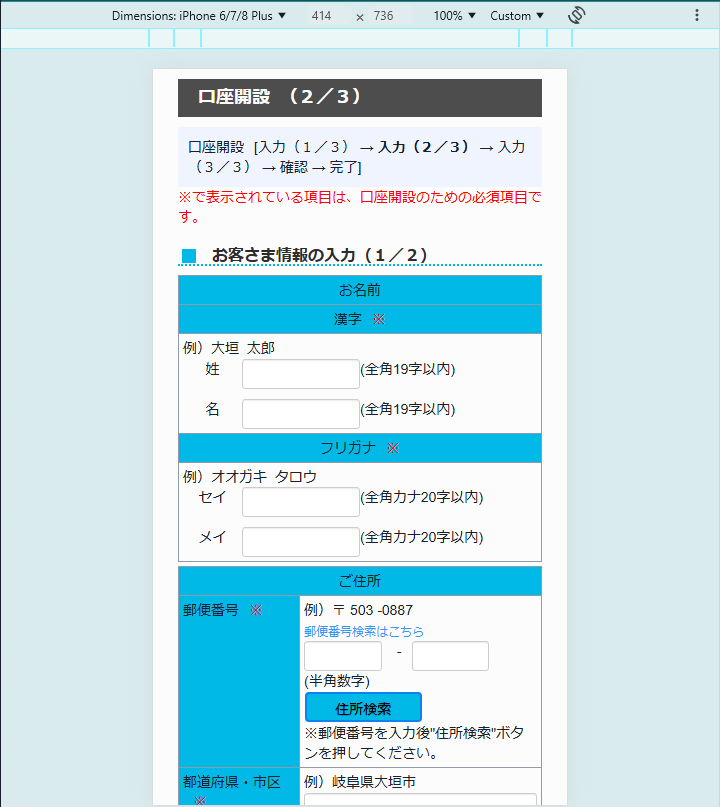 Dimensions: iPhone 6/7/8 Plus ▼ 414 × 736 100% ▼ Custom ▼
口座開設 （２／３）
口座開設 [入力（１／３） → 入力（２／３） → 入力
（３／３） → 確認 → 完了]
※で表示されている項目は、口座開設のための必須項目で
す。
お客さま情報の入力（１／２）
お名前
漢字 ※
例）大垣 太郎
姓 (全角19字以内)
名 (全角19字以内)
フリガナ ※
例）オオガキ タロウ
セイ (全角カナ20字以内)
メイ (全角カナ20字以内)
ご住所
郵便番号 ※ 例）〒 503 -0887
郵便番号検索はこちら
-
(半角数字)
住所検索
※郵便番号を入力後"住所検索"ボタ
ンを押してください。
都道府県・市区 例）岐阜県大垣市
※